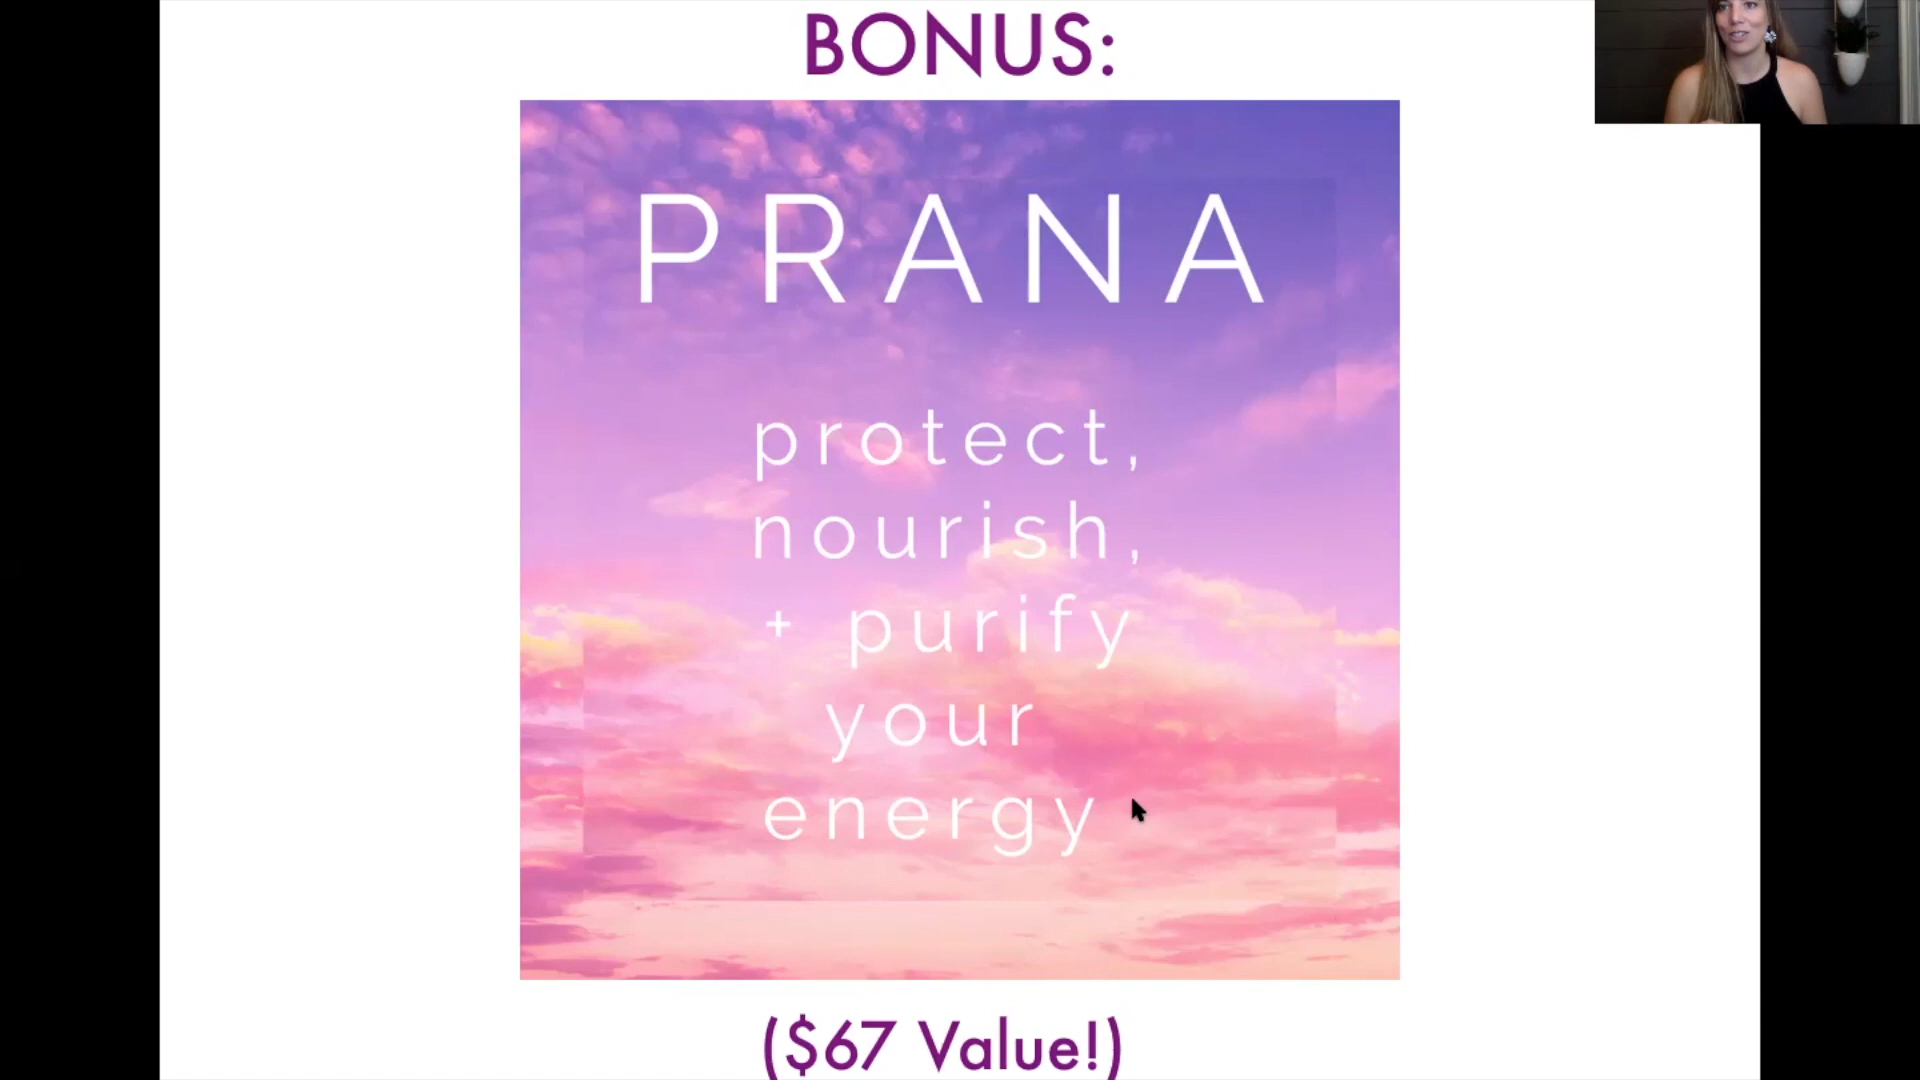 BONUS:
PRANA
protect,
nourish,
+ purify
your
energy
($67 Value!)